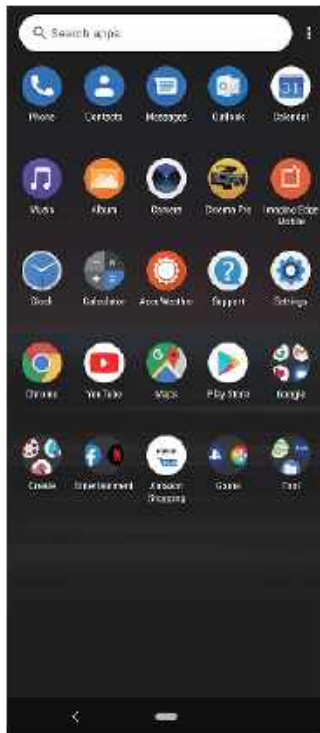 Search apps
Phone
Contacts
Messages
Outlook
Calendar
31
Music
Album
Camera
Cinema Pro
Imaging Edge
Mobile
Clock
Calculator
AccuWeather
Support
Settings
Chrome
YouTube
Maps
Play Store
Google
Create
Entertainment
Amazon
Shopping
Game
Tool